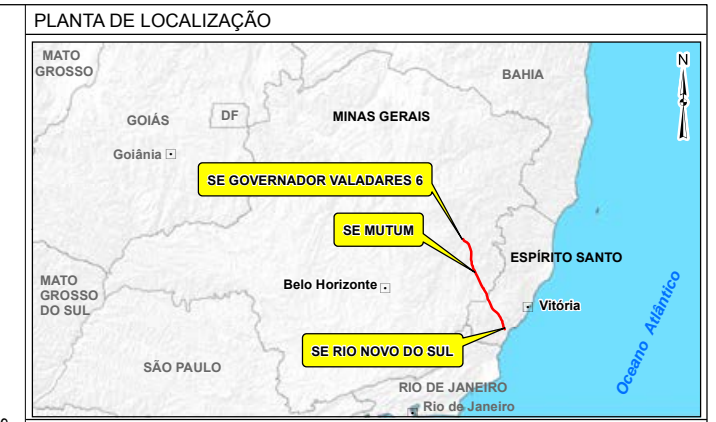 PLANTA DE LOCALIZAÇÃO
MATO
GROSSO
N
BAHIA
GOIÁS
DF
MINAS GERAIS
Goiânia
SE GOVERNADOR VALADARES 6
SE MUTUM
ESPÍRITO SANTO
Belo Horizonte
MATO
GROSSO
DO SUL
Vitória
Oceano Atlântico
SE RIO NOVO DO SUL
SÃO PAULO
RIO DE JANEIRO
Rio de Janeiro